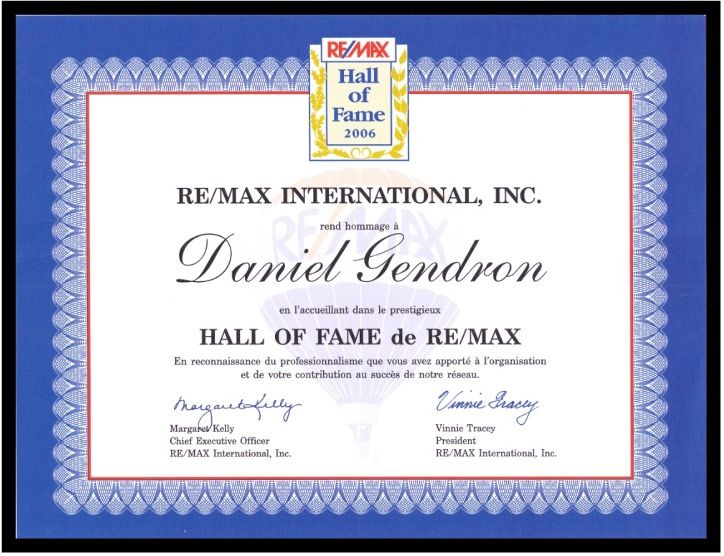 RE/MAX
Hall
of
Fame
2006
RE/MAX INTERNATIONAL, INC.
rend hommage à
RE/MAX
Daniel Gendron
en l'accueillant dans le prestigieux
HALL OF FAME de RE/MAX
En reconnaissance du professionnalisme que vous avez apporté à l'organisation
et de votre contribution au succès de notre réseau.
Margaret Kelly
Vinnie Tracey
Margaret Kelly
Chief Executive Officer
RE/MAX International, Inc.
Vinnie Tracey
President
RE/MAX International, Inc.